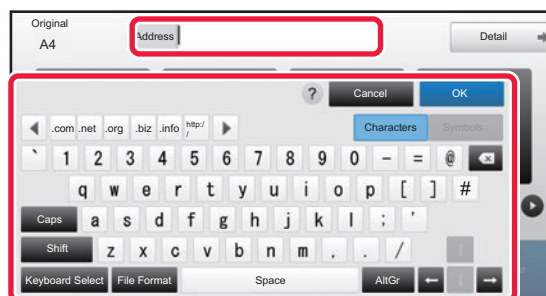 Original
A4
Address
Detail
? Cancel OK
.com .net .org .biz .info http:/
/
Characters Symbols
` 1 2 3 4 5 6 7 8 9 0 - = @
q w e r t y u i o p [ ] #
Caps a s d f g h j k l ; '
Shift z x c v b n m , . /
Keyboard Select File Format Space AltGr